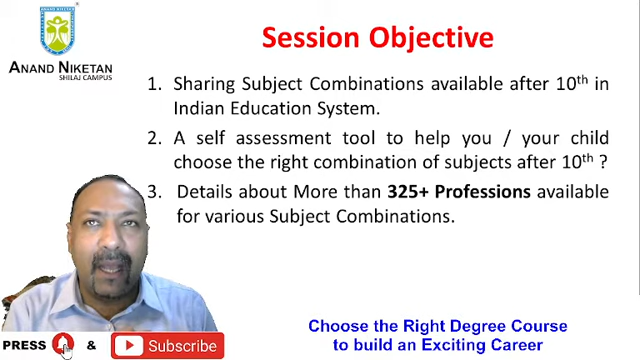 ANAND NIKETAN
ANAND NIKETAN
SHILAJ CAMPUS
Session Objective
1. Sharing Subject Combinations available after 10th in
Indian Education System.
2. A self assessment tool to help you / your child
choose the right combination of subjects after 10th ?
3. Details about More than 325+ Professions available
for various Subject Combinations.
Choose the Right Degree Course
to build an Exciting Career
PRESS & Subscribe